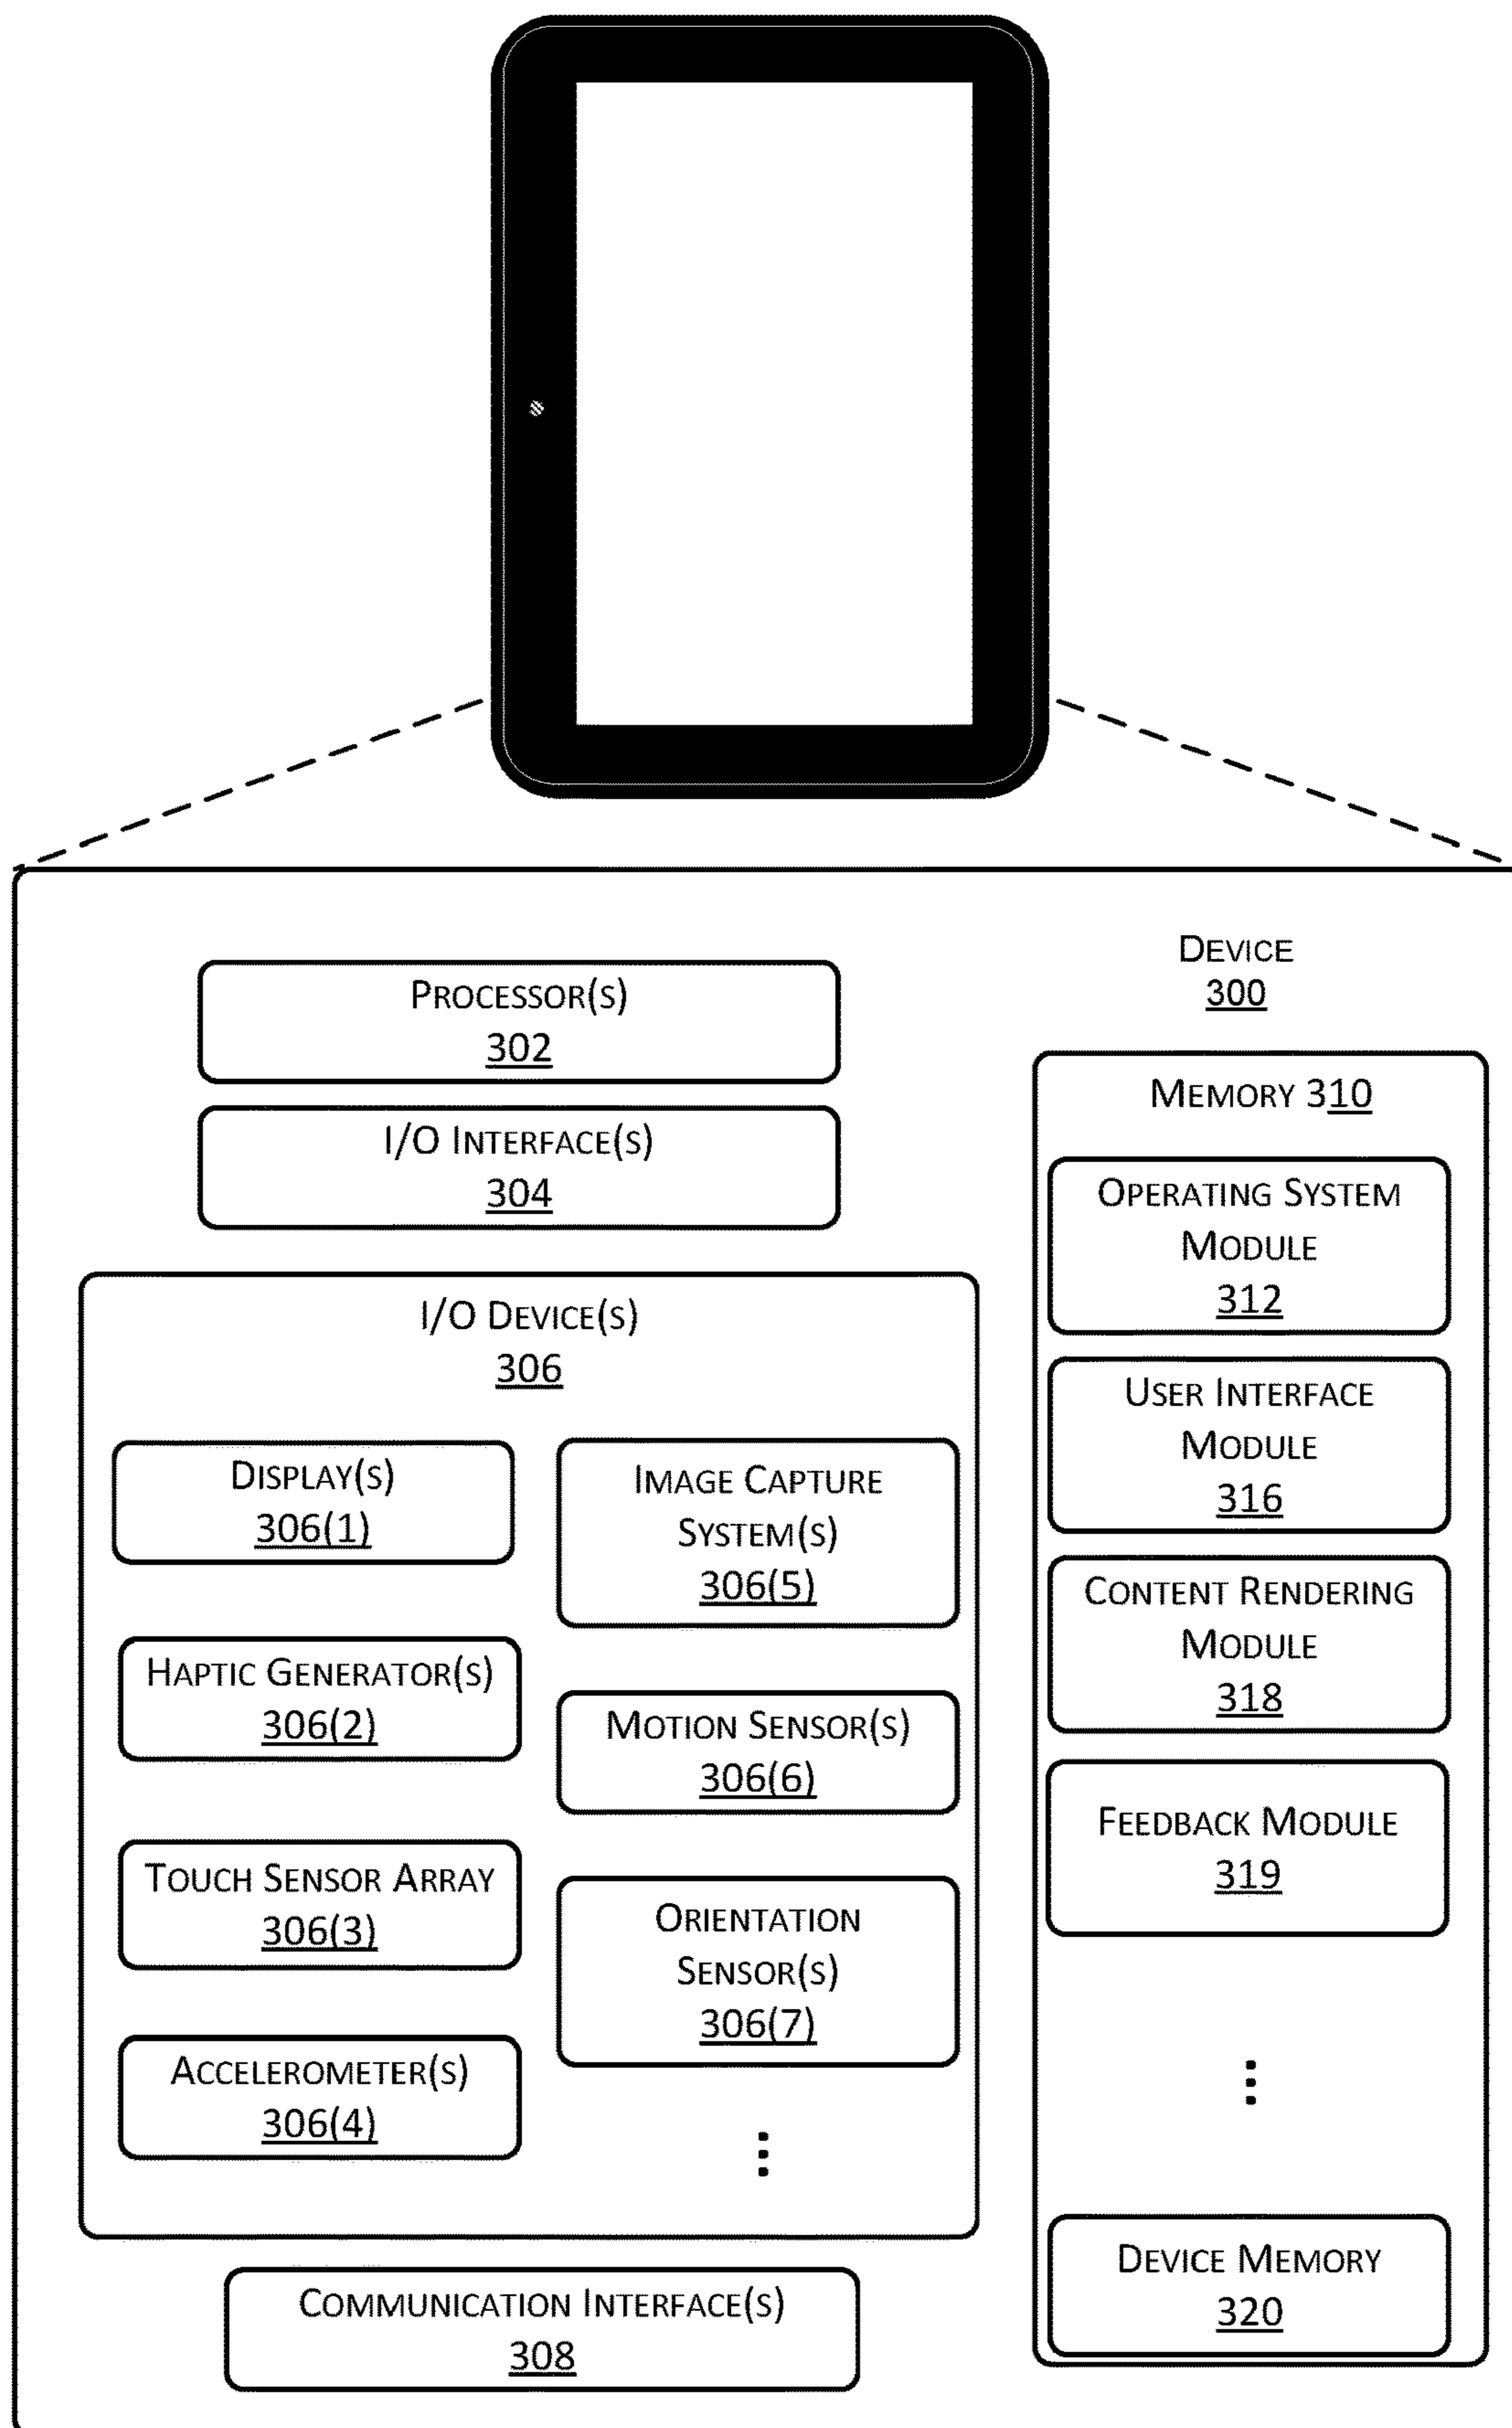 DEVICE
300
PROCESSOR(S)
302
I/O INTERFACE(S)
304
I/O DEVICE(S)
306
DISPLAY(S)
306(1)
HAPTIC GENERATOR(S)
306(2)
TOUCH SENSOR ARRAY
306(3)
ACCELEROMETER(S)
306(4)
IMAGE CAPTURE
SYSTEM(S)
306(5)
MOTION SENSOR(S)
306(6)
ORIENTATION
SENSOR(S)
306(7)
COMMUNICATION INTERFACE(S)
308
MEMORY 310
OPERATING SYSTEM
MODULE
312
USER INTERFACE
MODULE
316
CONTENT RENDERING
MODULE
318
FEEDBACK MODULE
319
DEVICE MEMORY
320